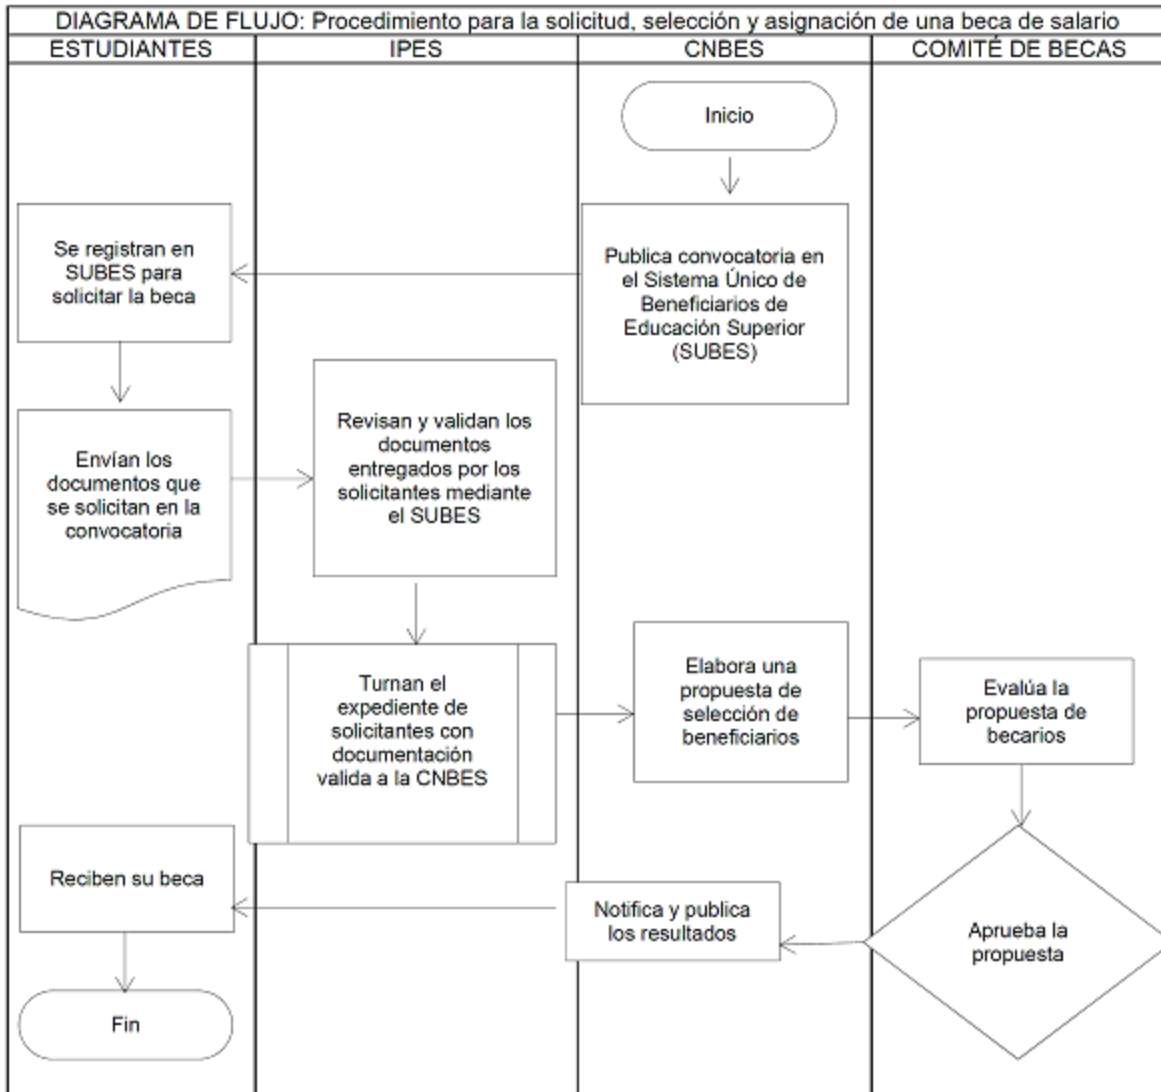 DIAGRAMA DE FLUJO: Procedimiento para la solicitud, selección y asignación de una beca de salario
ESTUDIANTES
IPES
CNBES
COMITÉ DE BECAS
Inicio
Publica convocatoria en
el Sistema Único de
Beneficiarios de
Educación Superior
(SUBES)
Se registran en
SUBES para
solicitar la beca
Envían los
documentos que
se solicitan en la
convocatoria
Revisan y validan los
documentos
entregados por los
solicitantes mediante
el SUBES
Turnan el
expediente de
solicitantes con
documentación
valida a la CNBES
Elabora una
propuesta de
selección de
beneficiarios
Evalúa la
propuesta de
becarios
Aprueba la
propuesta
Notifica y publica
los resultados
Reciben su beca
Fin